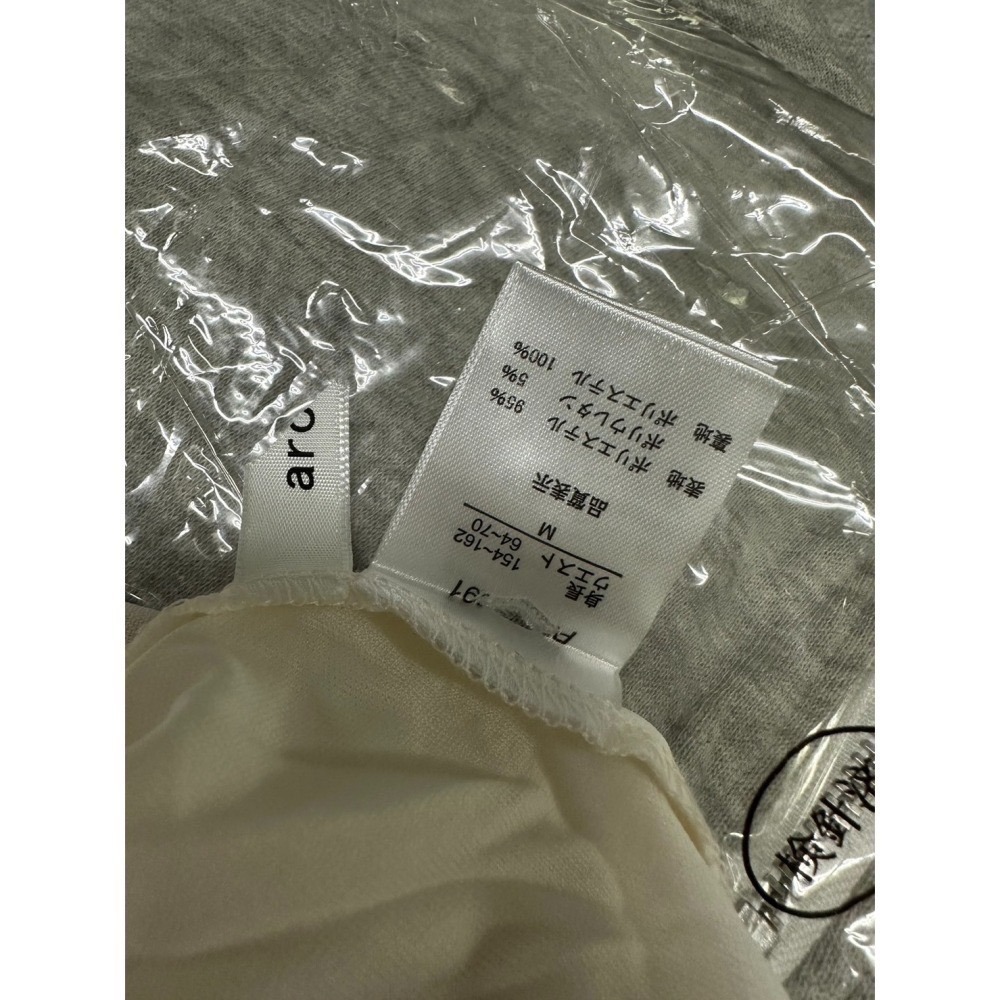 arc
591
身長 154~162
ウエスト 64~70
M
品質表示
表地 ポリエステル 95%
ポリウレタン 5%
裏地 ポリエステル 100%
検針済